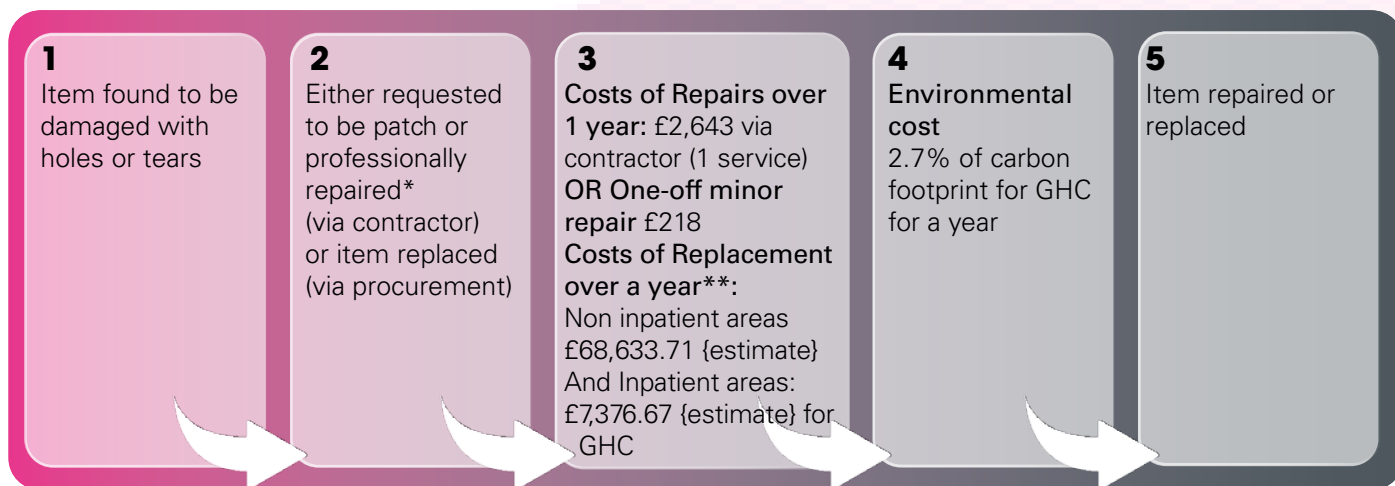 1
Item found to be
damaged with
holes or tears
2
Either requested
to be patch or
professionally
repaired*
(via contractor)
or item replaced
(via procurement)
3
Costs of Repairs over
1 year: £2,643 via
contractor (1 service)
OR One-off minor
repair £218
Costs of Replacement
over a year**:
Non inpatient areas
£68,633.71 {estimate}
And Inpatient areas:
£7,376.67 {estimate} for
GHC
4
Environmental
cost
2.7% of carbon
footprint for GHC
for a year
5
Item repaired or
replaced